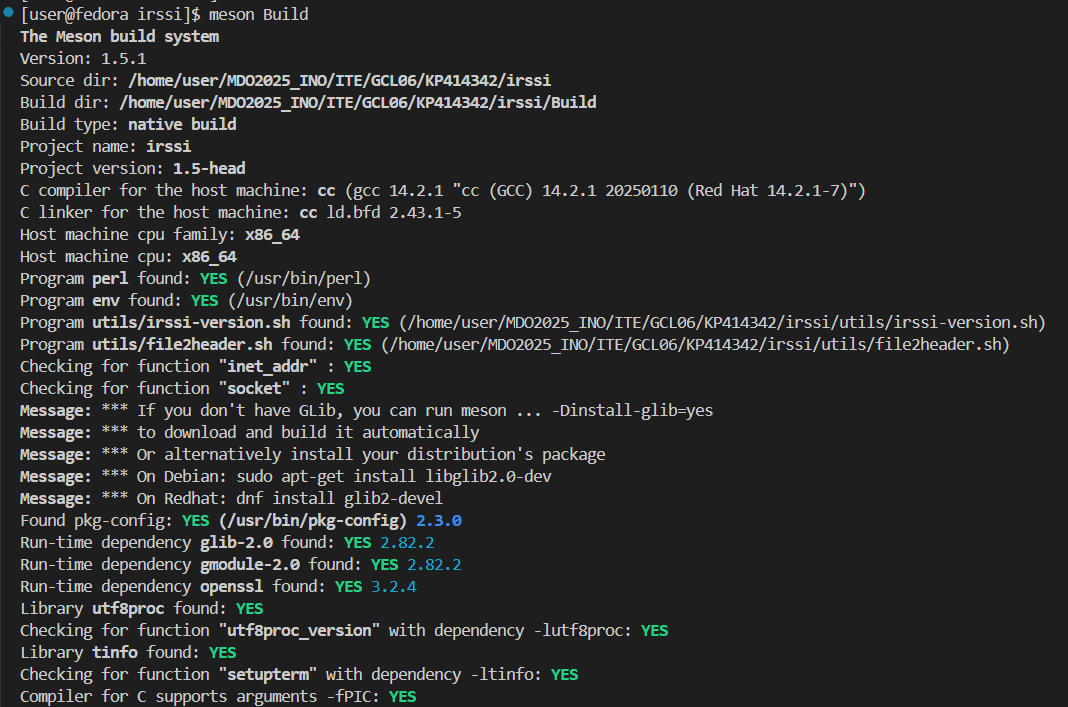 [user@fedora irssi]$ meson Build
The Meson build system
Version: 1.5.1
Source dir: /home/user/MDO2025_INO/ITE/GCL06/KP414342/irssi
Build dir: /home/user/MDO2025_INO/ITE/GCL06/KP414342/irssi/Build
Build type: native build
Project name: irssi
Project version: 1.5-head
C compiler for the host machine: cc (gcc 14.2.1 "cc (GCC) 14.2.1 20250110 (Red Hat 14.2.1-7)")
C linker for the host machine: cc ld.bfd 2.43.1-5
Host machine cpu family: x86_64
Host machine cpu: x86_64
Program perl found: YES (/usr/bin/perl)
Program env found: YES (/usr/bin/env)
Program utils/irssi-version.sh found: YES (/home/user/MDO2025_INO/ITE/GCL06/KP414342/irssi/utils/irssi-version.sh)
Program utils/file2header.sh found: YES (/home/user/MDO2025_INO/ITE/GCL06/KP414342/irssi/utils/file2header.sh)
Checking for function "inet_addr" : YES
Checking for function "socket" : YES
Message: *** If you don't have GLib, you can run meson ... -Dinstall-glib=yes
Message: *** to download and build it automatically
Message: *** Or alternatively install your distribution's package
Message: *** On Debian: sudo apt-get install libglib2.0-dev
Message: *** On Redhat: dnf install glib2-devel
Found pkg-config: YES (/usr/bin/pkg-config) 2.3.0
Run-time dependency glib-2.0 found: YES 2.82.2
Run-time dependency gmodule-2.0 found: YES 2.82.2
Run-time dependency openssl found: YES 3.2.4
Library utf8proc found: YES
Checking for function "utf8proc_version" with dependency -lutf8proc: YES
Library tinfo found: YES
Checking for function "setupterm" with dependency -ltinfo: YES
Compiler for C supports arguments -fPIC: YES